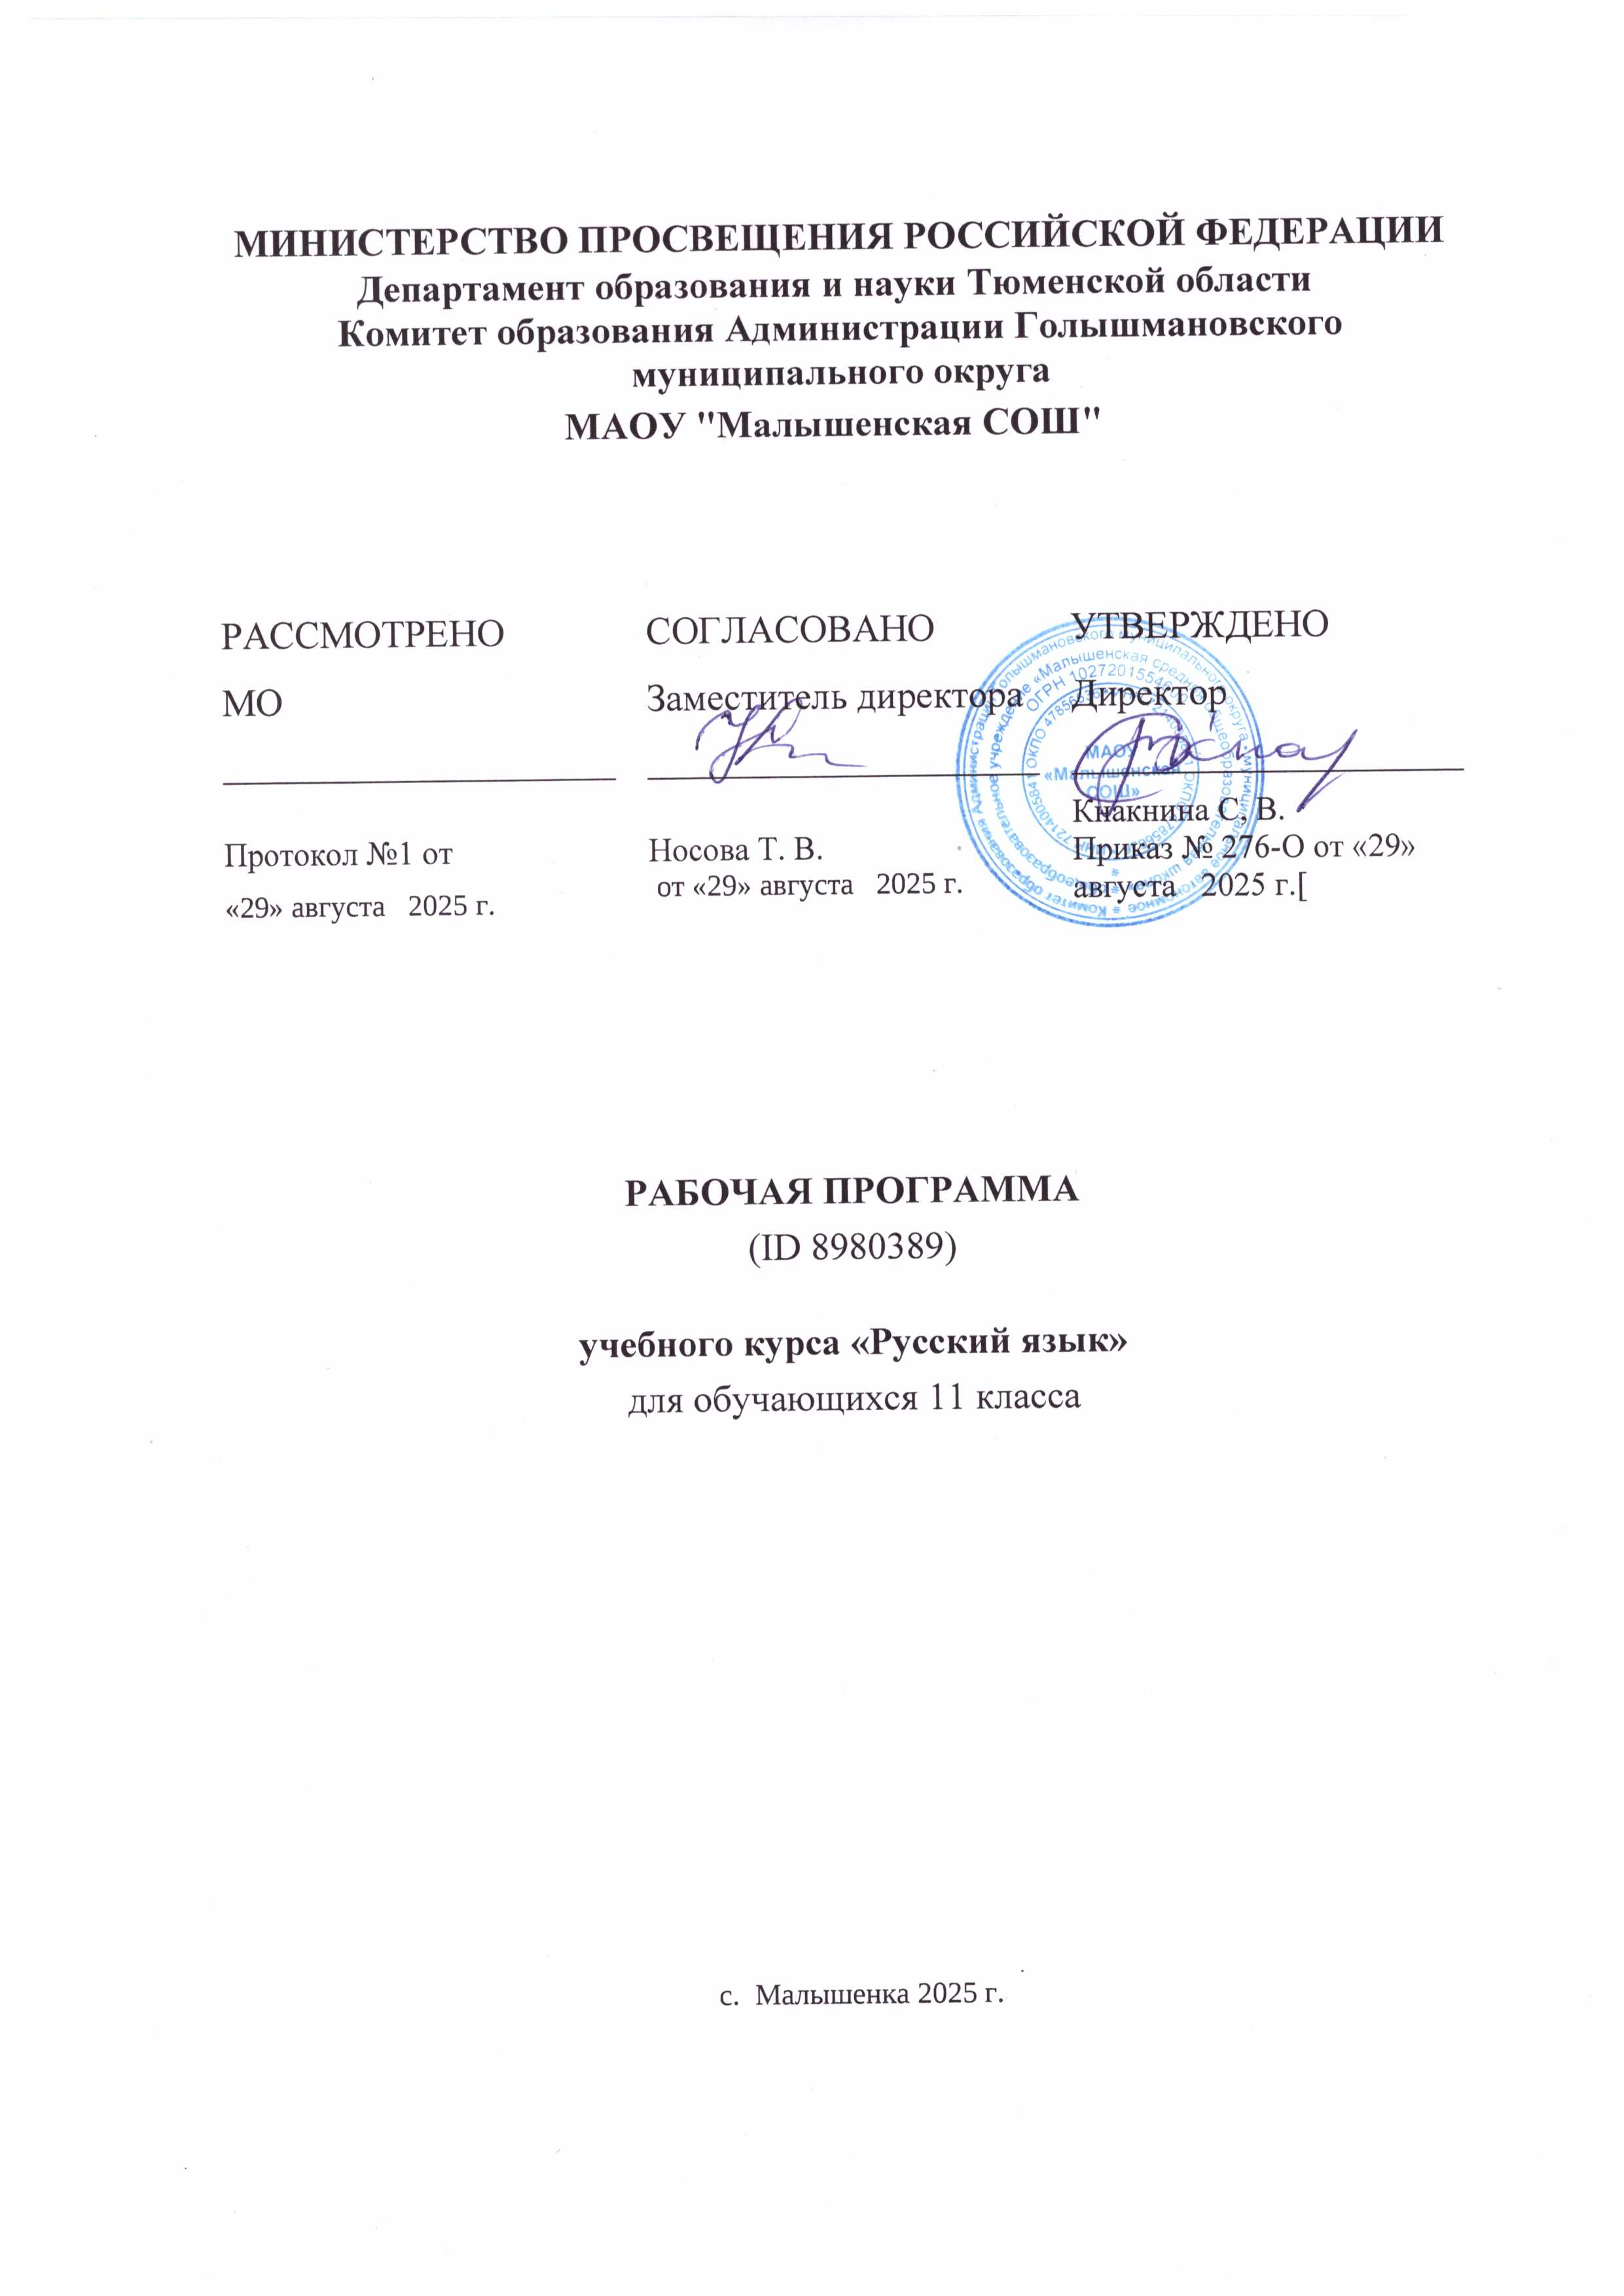 МИНИСТЕРСТВО ПРОСВЕЩЕНИЯ РОССИЙСКОЙ ФЕДЕРАЦИИ
Департамент образования и науки Тюменской области
Комитет образования Администрации Голышмановского
муниципального округа
МАОУ "Малышенская СОШ"
РАССМОТРЕНО
МО
Протокол №1 от
«29» августа 2025 г.
СОГЛАСОВАНО
Заместитель директора
Носова Т. В.
от «29» августа 2025 г.
УТВЕРЖДЕНО
Директор
Кнакнина С, В.
Приказ № 276-О от «29»
августа 2025 г.[
МАОУ
«Малышенская
СОШ»
РАБОЧАЯ ПРОГРАММА
(ID 8980389)
учебного курса «Русский язык»
для обучающихся 11 класса
с. Малышенка 2025 г.